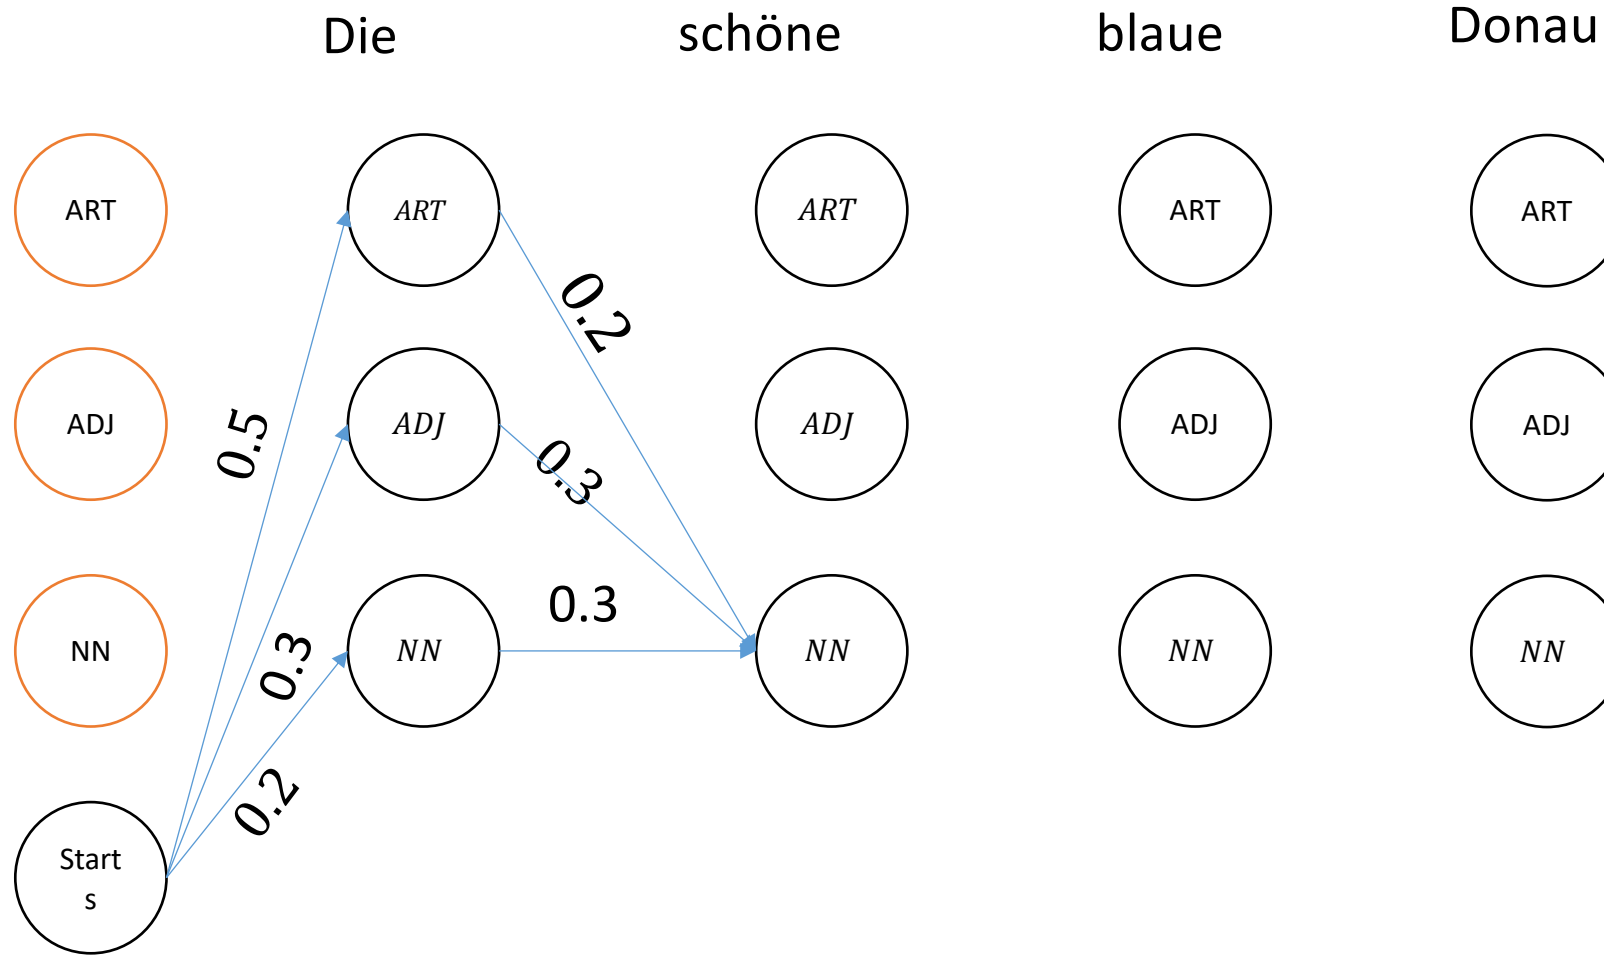 Die schöne blaue Donau
ART ART ART ART ART
0.2
ADJ ADJ ADJ ADJ ADJ
0.5 0.3
0.3
NN NN NN NN NN
0.3
0.2
Start
s